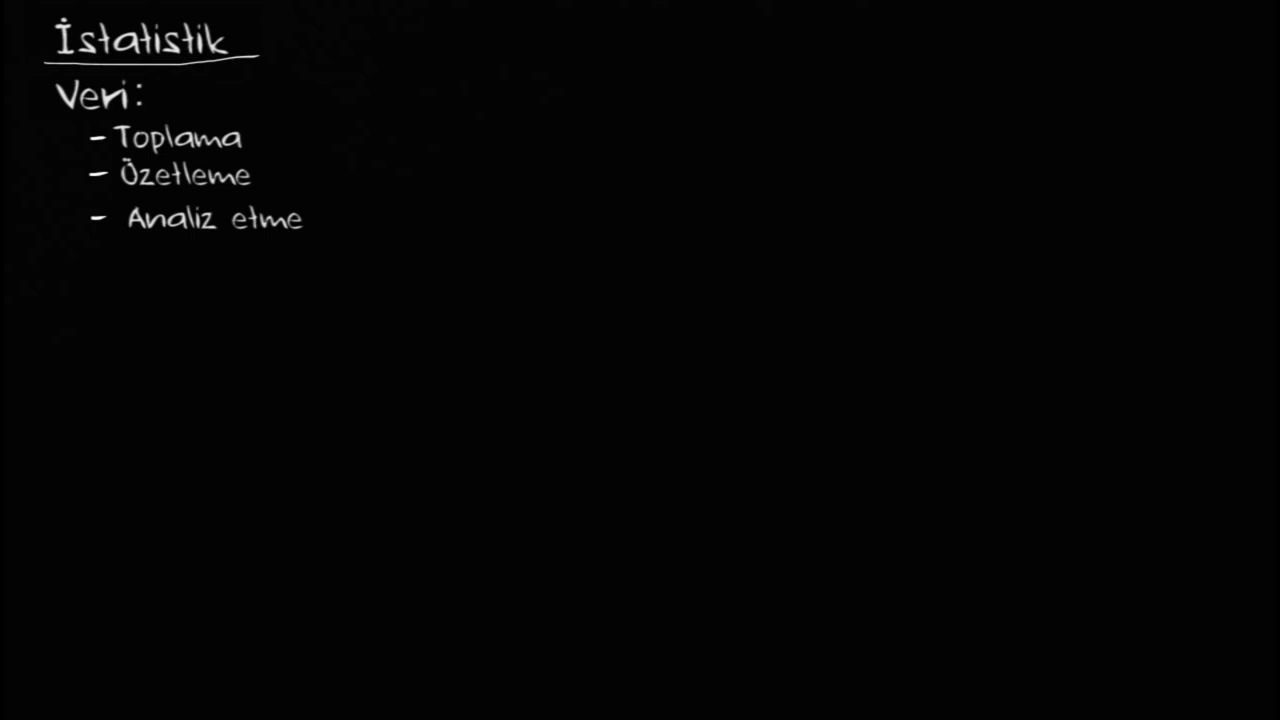 İstatistik
Veri:
- Toplama
- Özetleme
- Analiz etme